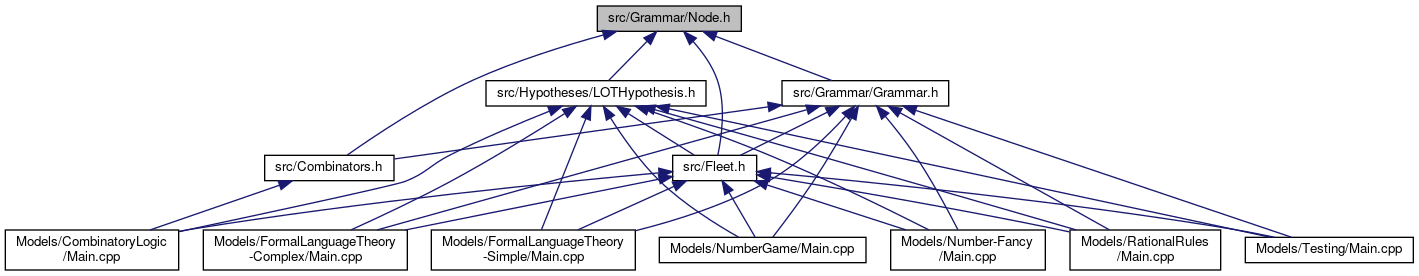 src/Grammar/Node.h
src/Hypotheses/LOTHypothesis.h
src/Grammar/Grammar.h
src/Combinators.h
src/Fleet.h
Models/CombinatoryLogic
/Main.cpp
Models/FormalLanguageTheory
-Complex/Main.cpp
Models/FormalLanguageTheory
-Simple/Main.cpp
Models/NumberGame/Main.cpp
Models/Number-Fancy
/Main.cpp
Models/RationalRules
/Main.cpp
Models/Testing/Main.cpp